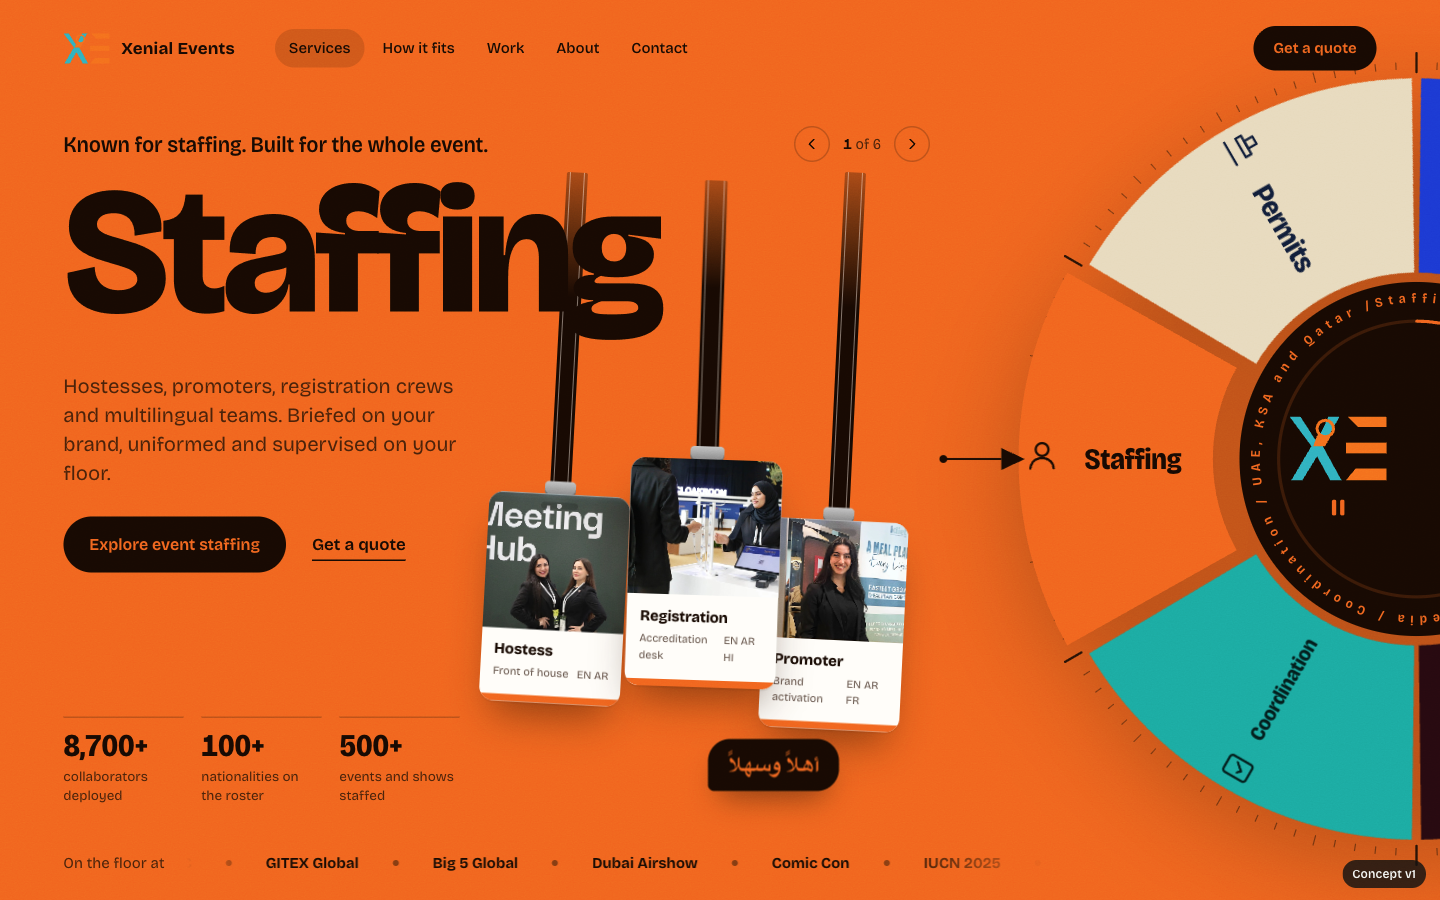 XE Xenial Events
Services
How it fits
Work
About
Contact
Get a quote
Known for staffing. Built for the whole event.
1 of 6
Staffing
Hostesses, promoters, registration crews
and multilingual teams. Briefed on your
brand, uniformed and supervised on your
floor.
Explore event staffing
Get a quote
Meeting
Hub
Hostess
Front of house EN AR
Registration
Accreditation EN AR
desk HI
A MEAL
Promoter
Brand EN AR
activation FR
أهلاً وسهلاً
8,700+
collaborators
deployed
100+
nationalities on
the roster
500+
events and shows
staffed
On the floor at
GITEX Global
Big 5 Global
Dubai Airshow
Comic Con
IUCN 2025
Permits
Staffing
Coordination
Coordination | UAE, KSA and Qatar /
XE
Concept v1